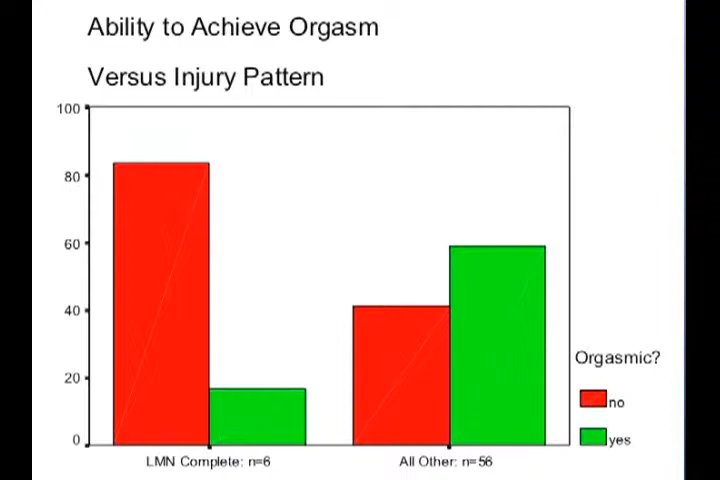 Ability to Achieve Orgasm
Versus Injury Pattern
100
80
60
40
20
0
LMN Complete: n=6
All Other: n=56
Orgasmic?
no
yes